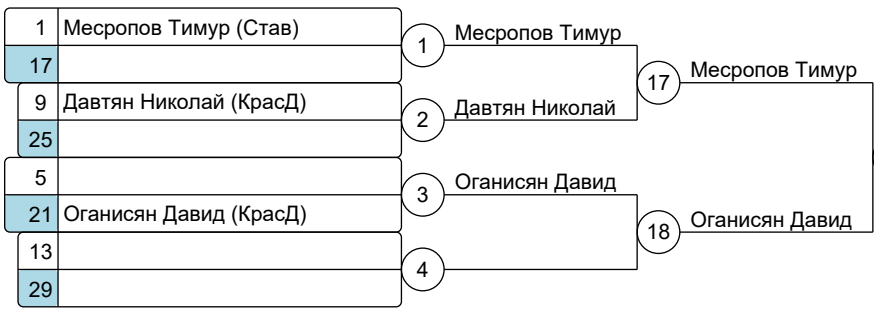 1 Месропов Тимур (Став)
17
9 Давтян Николай (КрасД)
25
5
21 Оганисян Давид (КрасД)
13
29
1 Месропов Тимур
2 Давтян Николай
3 Оганисян Давид
4
17 Месропов Тимур
18 Оганисян Давид